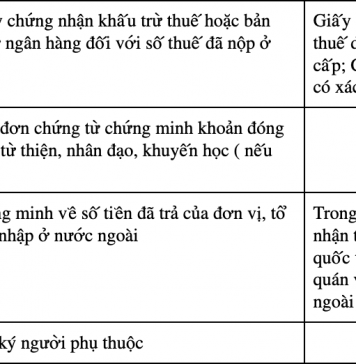 chứng nhận khấu trừ thuế hoặc bản
ngân hàng đối với số thuế đã nộp ở
đơn chứng từ chứng minh khoản đóng
từ thiện, nhân đạo, khuyến học ( nếu
minh về số tiền đã trả của đơn vị, tổ
nhập ở nước ngoài
ký người phụ thuộc
Giấy
thuế
cấp;
có xác
Trong
nhận
quốc
quán
ngoài